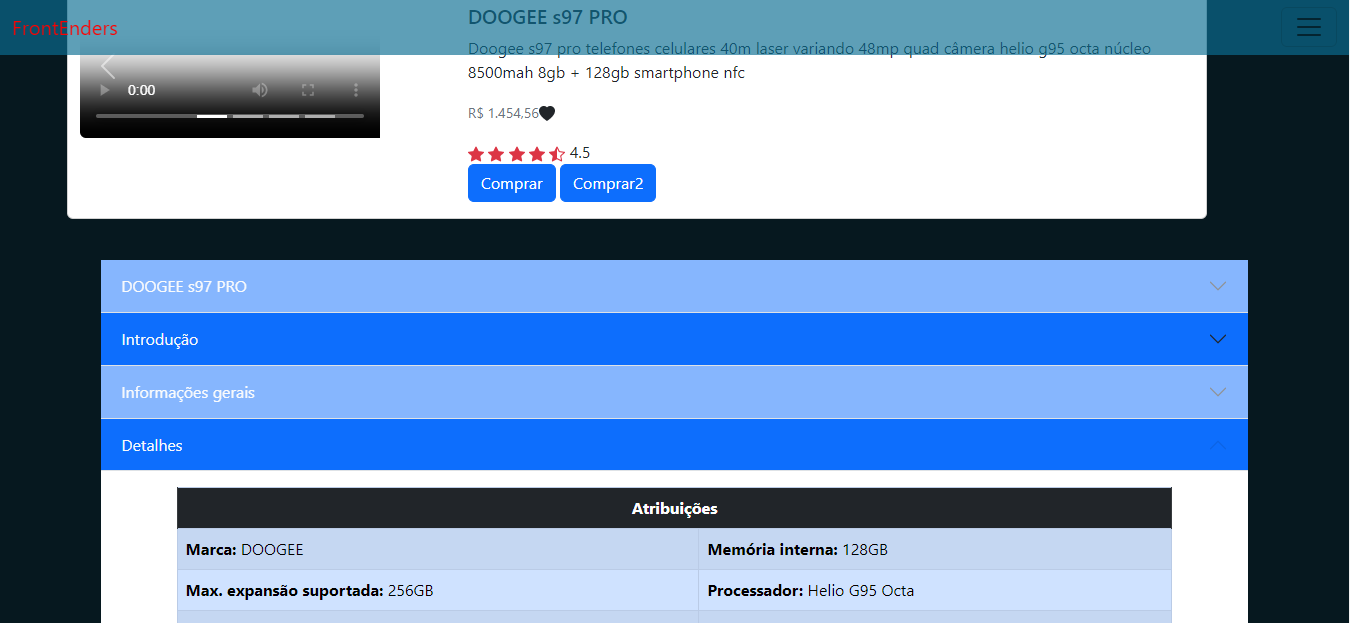 FrontEnders
DOOGEE s97 PRO
Doogee s97 pro telefones celulares 40m laser variando 48mp quad câmera helio g95 octa núcleo
8500mah 8gb + 128gb smartphone nfc
0:00
R$ 1.454,56
4.5
Comprar Comprar2
DOOGEE s97 PRO
Introdução
Informações gerais
Detalhes
Atribuições
Marca: DOOGEE Memória interna: 128GB
Max. expansão suportada: 256GB Processador: Helio G95 Octa